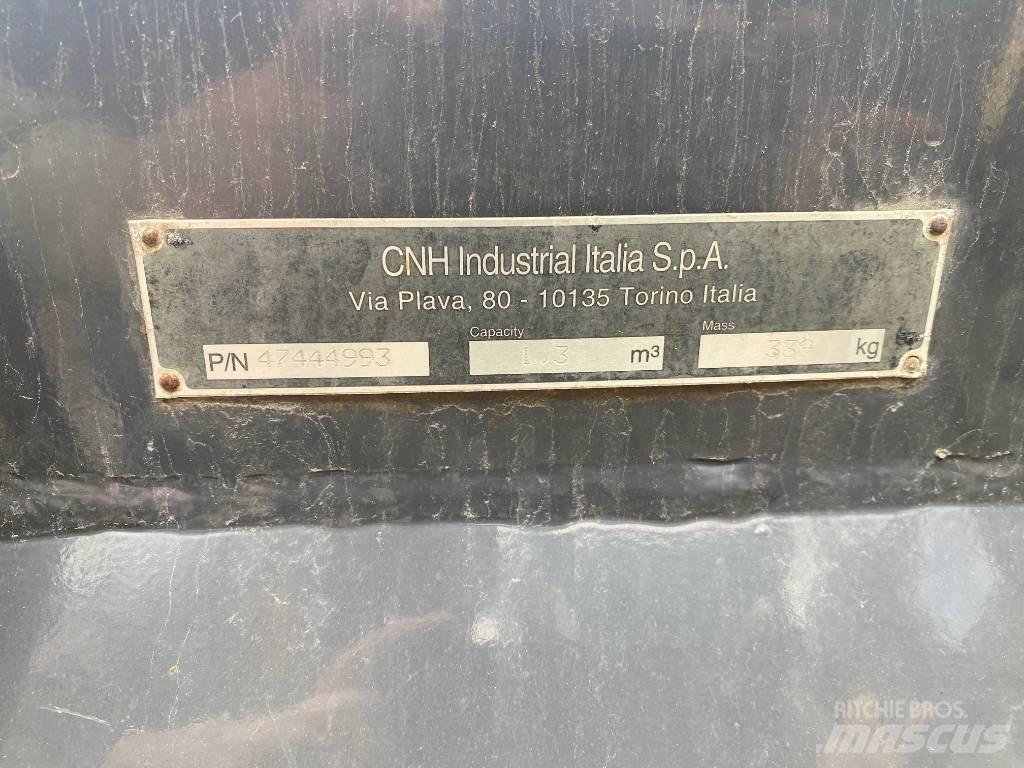 CNH Industrial Italia S.p.A.
Via Plava, 80 - 10135 Torino Italia
Capacity
Mass
P/N 47444993
m³
kg
RITCHIE BROS.
MASCUS